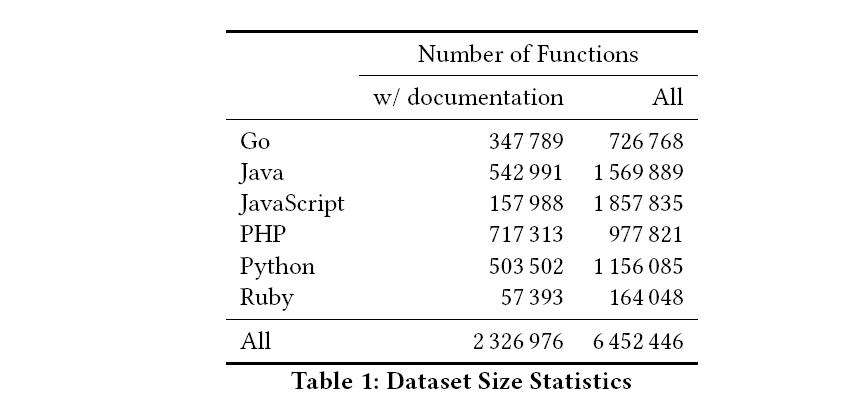 Number of Functions
w/ documentation All
Go 347 789 726 768
Java 542 991 1 569 889
JavaScript 157 988 1 857 835
PHP 717 313 977 821
Python 503 502 1 156 085
Ruby 57 393 164 048
All 2 326 976 6 452 446
Table 1: Dataset Size Statistics